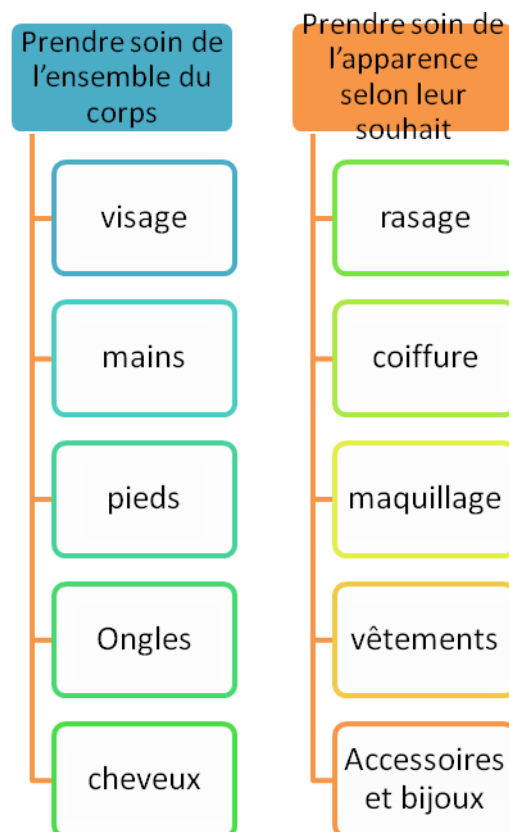 Prendre soin de
l’ensemble du
corps
visage
mains
pieds
Ongles
cheveux
Prendre soin de
l’apparence
selon leur
souhait
rasage
coiffure
maquillage
vêtements
Accessoires
et bijoux